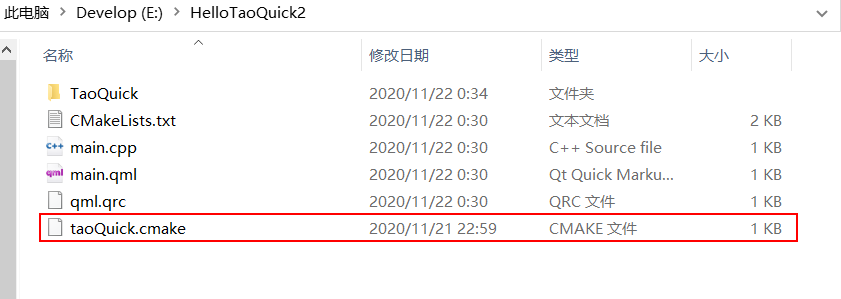 此电脑 > Develop (E:) > HelloTaoQuick2
名称 修改日期 类型 大小
TaoQuick 2020/11/22 0:34 文件夹
CMakeLists.txt 2020/11/22 0:30 文本文档 2 KB
main.cpp 2020/11/22 0:30 C++ Source file 1 KB
main.qml 2020/11/22 0:30 Qt Quick Marku... 1 KB
qml.qrc 2020/11/22 0:30 QRC 文件 1 KB
taoQuick.cmake 2020/11/21 22:59 CMAKE 文件 1 KB